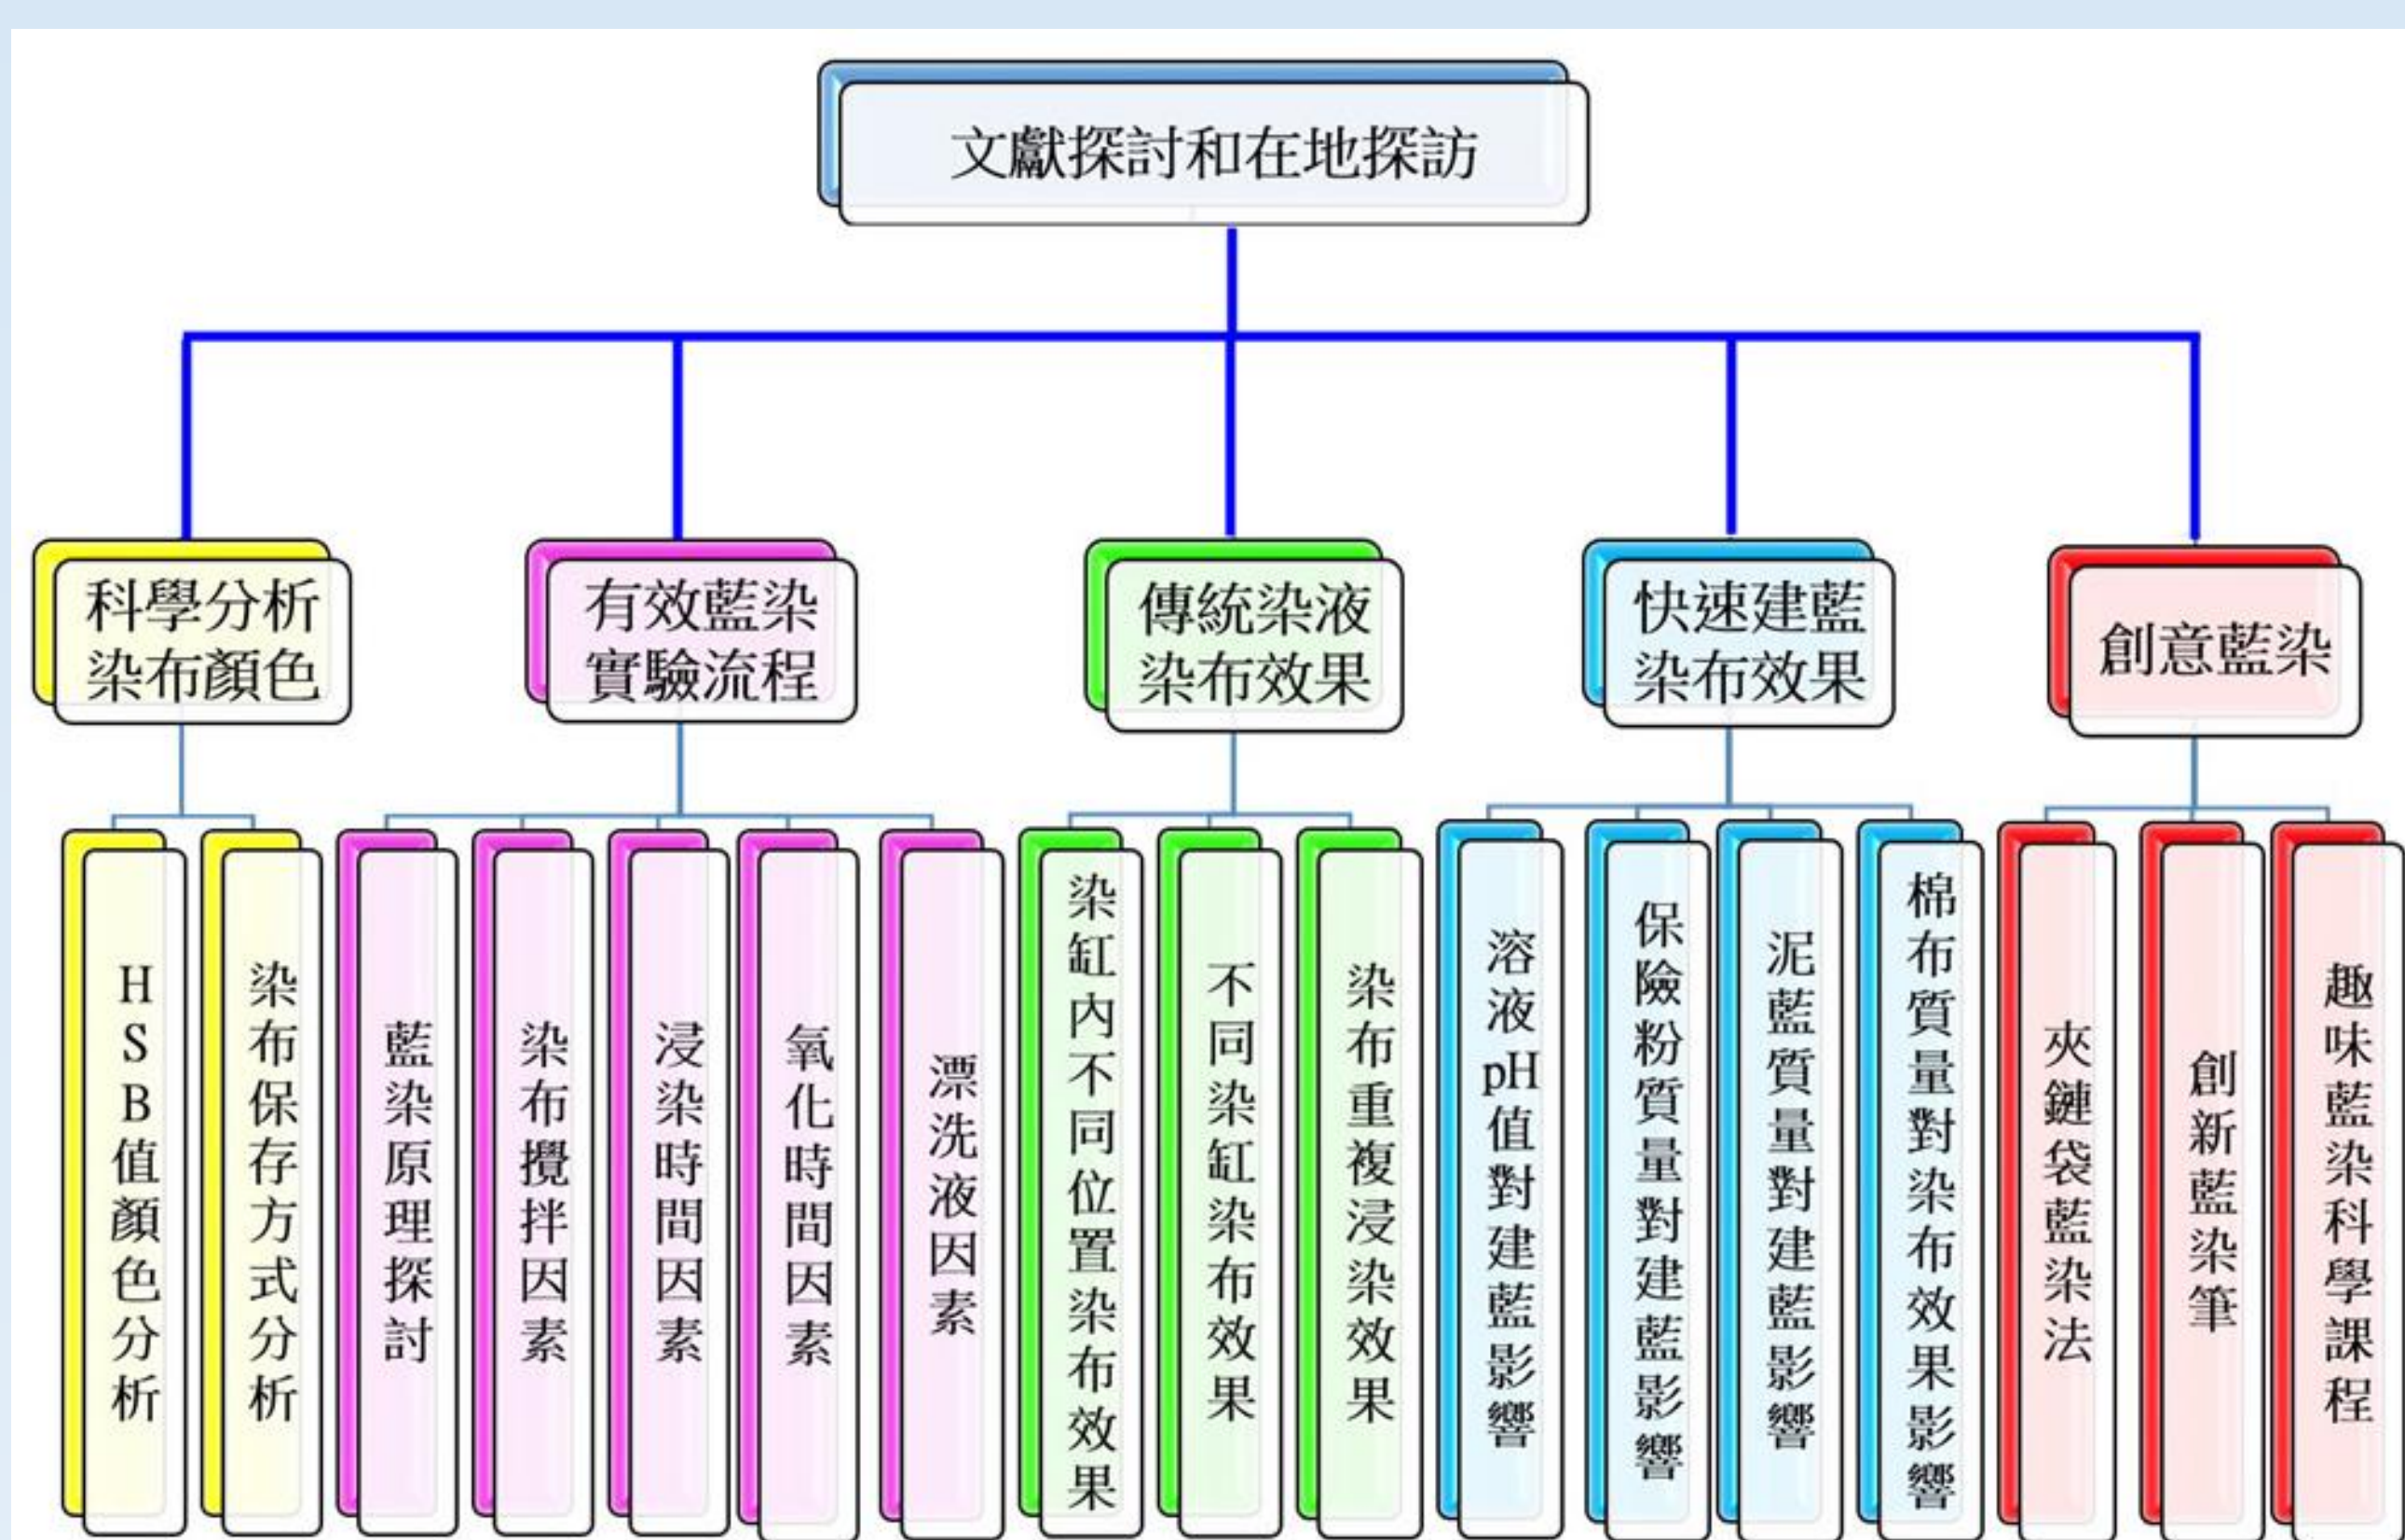 文獻探討和在地探訪
科學分析
染布顏色
有效藍染
實驗流程
傳統染液
染布效果
快速建藍
染布效果
創意藍染
HSB值顏色分析
染布保存方式分析
藍染原理探討
染布攪拌因素
浸染時間因素
氧化時間因素
漂洗液因素
染缸內不同位置染布效果
不同染缸染布效果
染布重複浸染效果
溶液pH值對建藍影響
保險粉質量對建藍影響
泥藍質量對建藍影響
棉布質量對染布效果影響
夾鏈袋藍染法
創新藍染筆
趣味藍染科學課程